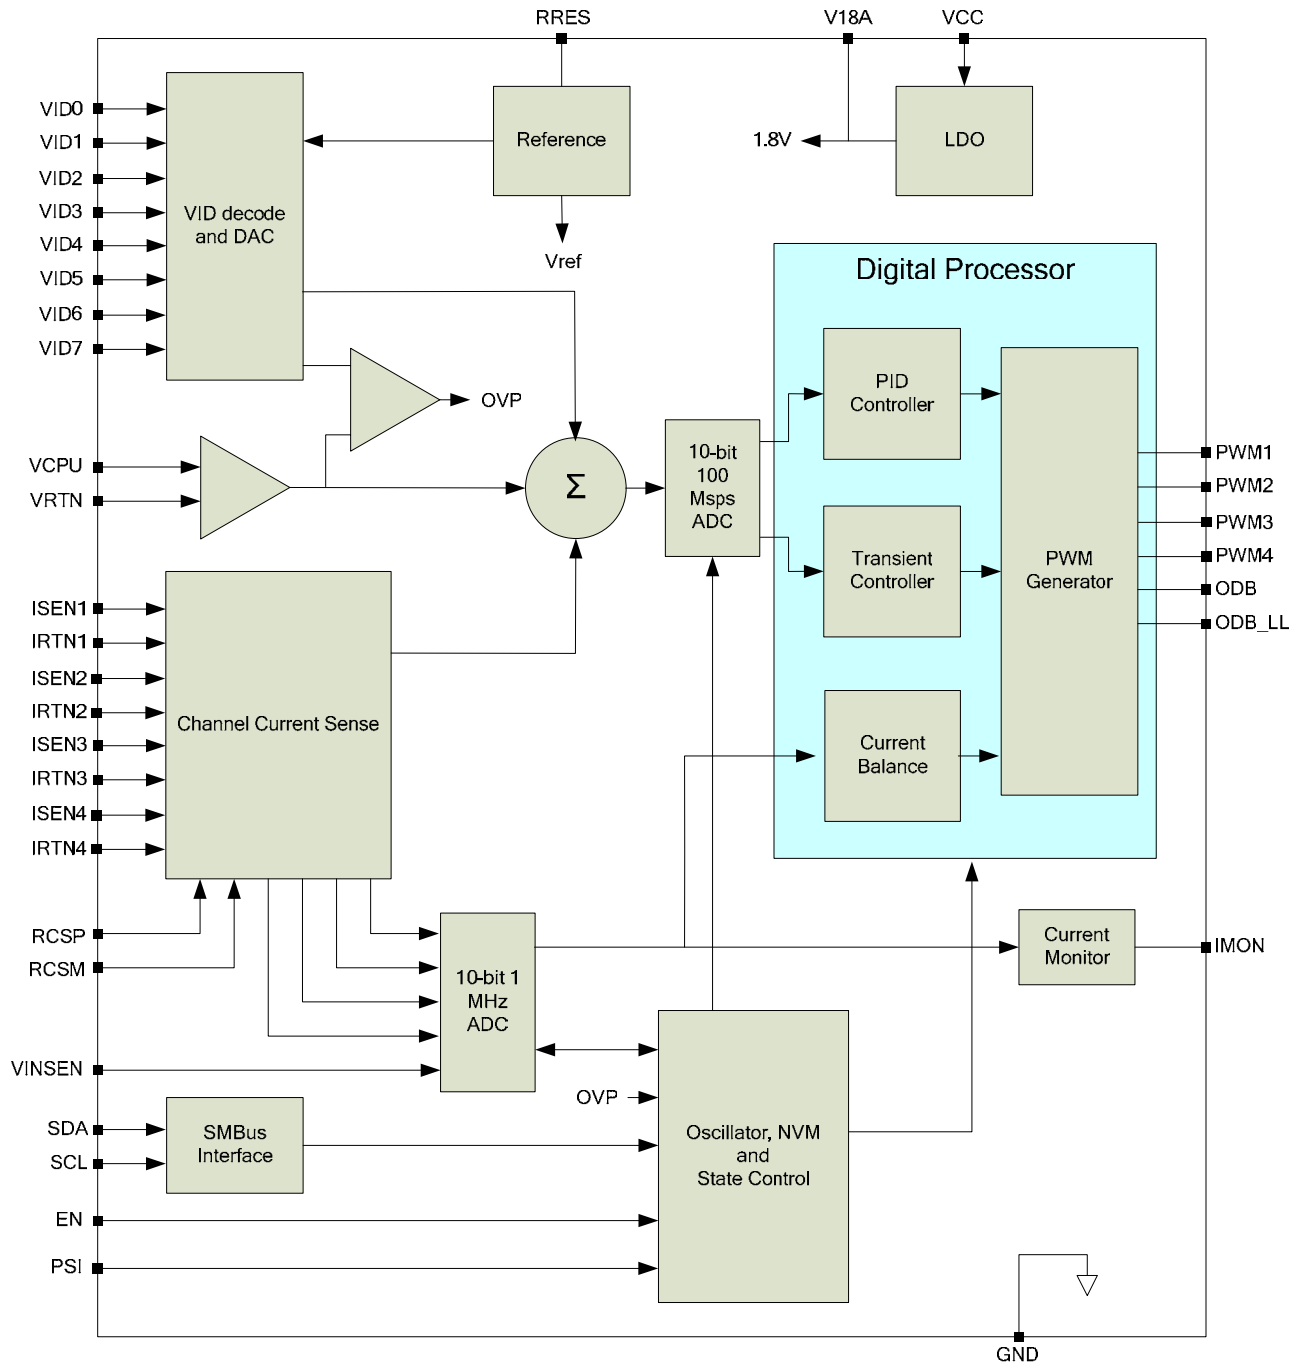 RRES
V18A
VCC
VID0
VID1
VID2
VID3
VID4
VID5
VID6
VID7
VID decode
and DAC
Reference
Vref
1.8V
LDO
OVP
VCPU
VRTN
Σ
10-bit
100
Msps
ADC
Digital Processor
PID
Controller
Transient
Controller
Current
Balance
PWM
Generator
PWM1
PWM2
PWM3
PWM4
ODB
ODB_LL
ISEN1
IRTN1
ISEN2
IRTN2
ISEN3
IRTN3
ISEN4
IRTN4
Channel Current Sense
RCSP
RCSM
VINSEN
10-bit 1
MHz
ADC
Current
Monitor
IMON
SDA
SCL
SMBus
Interface
OVP
Oscillator, NVM
and
State Control
EN
PSI
GND